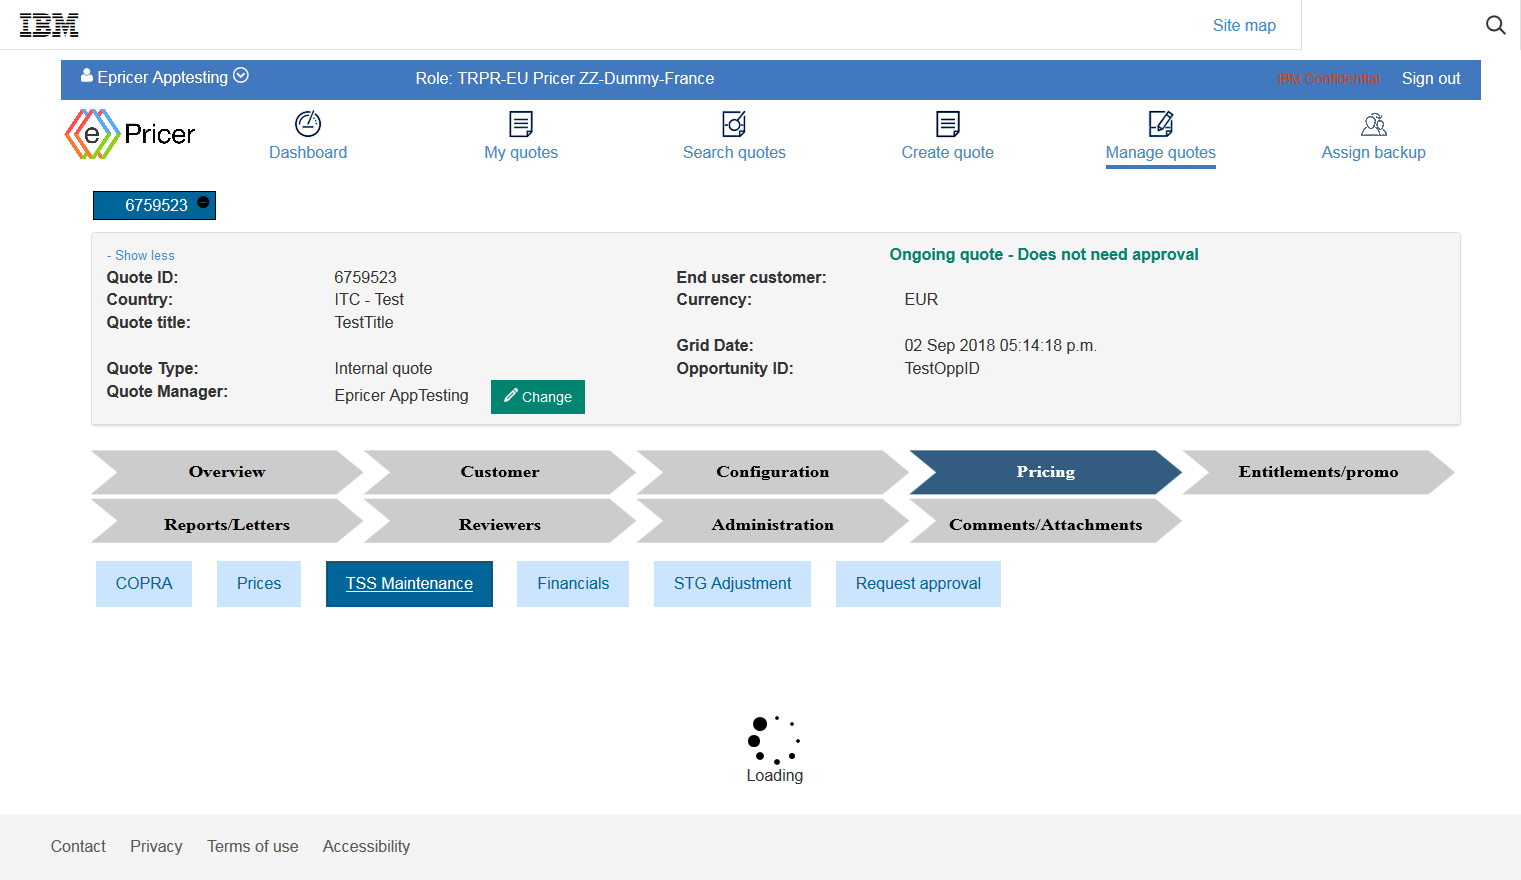 IBM
Site map
Epricer Apptesting
Role: TRPR-EU Pricer ZZ-Dummy-France
IBM Confidential
Sign out
e Pricer
Dashboard
My quotes
Search quotes
Create quote
Manage quotes
Assign backup
6759523
- Show less
Ongoing quote - Does not need approval
Quote ID: 6759523
End user customer:
Country: ITC - Test
Currency: EUR
Quote title: TestTitle
Grid Date: 02 Sep 2018 05:14:18 p.m.
Quote Type: Internal quote
Opportunity ID: TestOppID
Quote Manager: Epricer AppTesting
Change
Overview
Customer
Configuration
Pricing
Entitlements/promo
Reports/Letters
Reviewers
Administration
Comments/Attachments
COPRA
Prices
TSS Maintenance
Financials
STG Adjustment
Request approval
Loading
Contact
Privacy
Terms of use
Accessibility